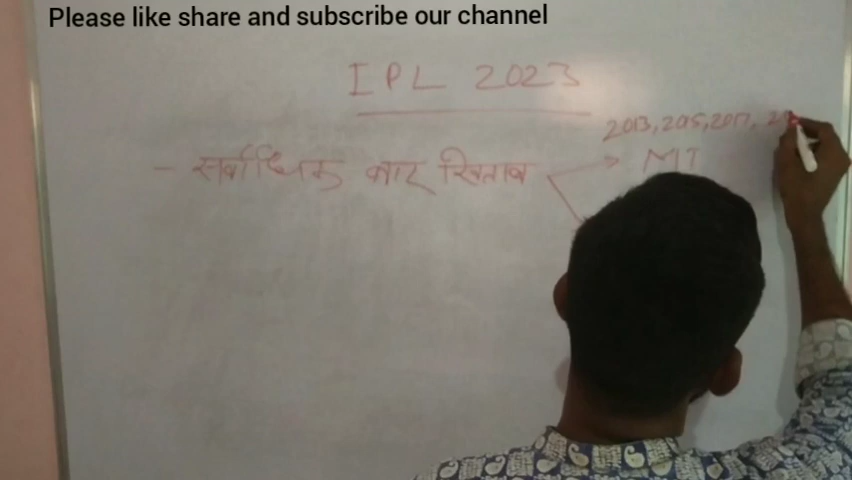 Please like share and subscribe our channel
IPL 2023
2013, 2015, 2017,
- सर्वाधिक बार खिताब
MI